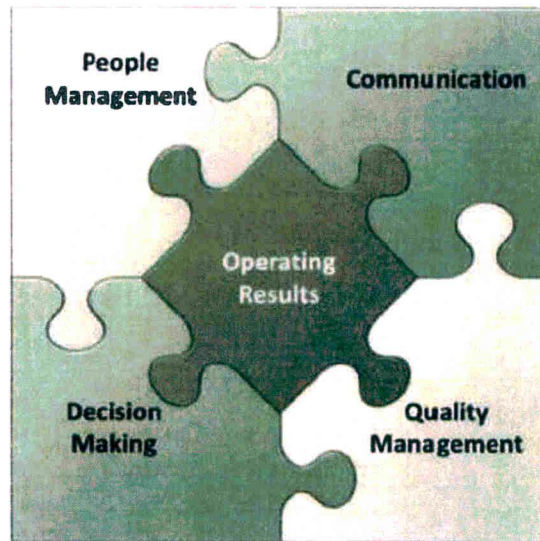 People
Management
Communication
Operating
Results
Decision
Making
Quality
Management